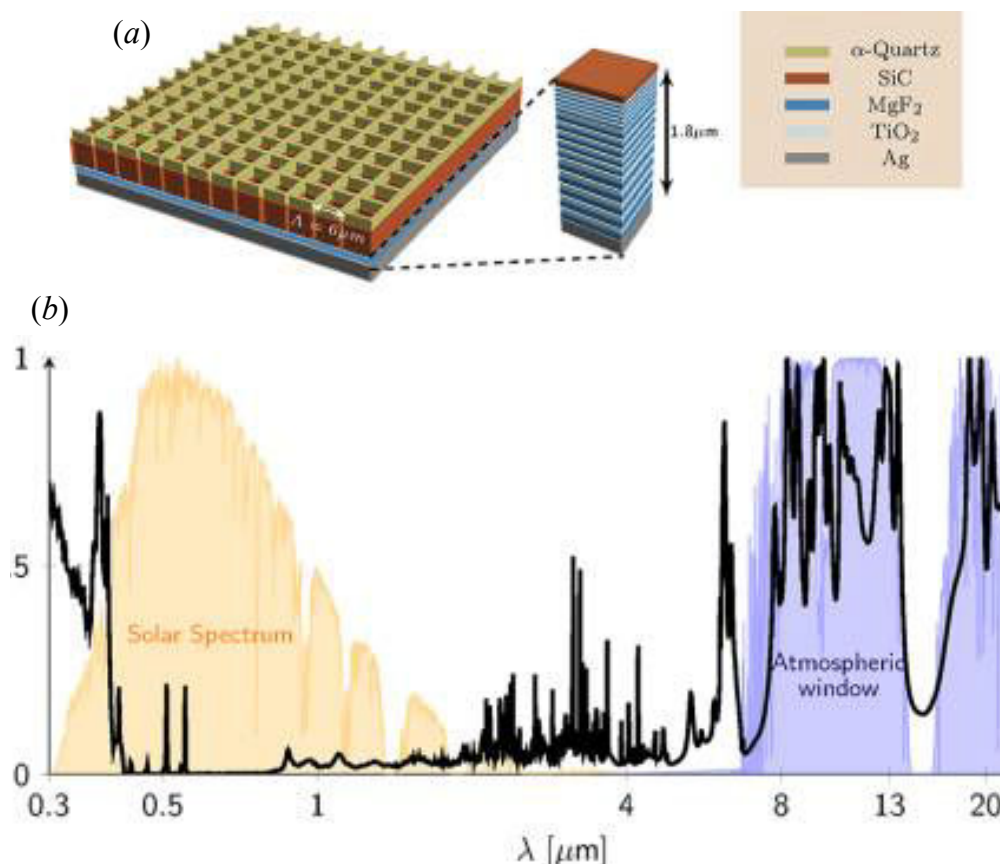 (a)
α-Quartz
SiC
MgF₂
TiO₂
Ag
1.8μm
Λ = 6μm
(b)
1
.5
0
Solar Spectrum
Atmospheric
window
0.3 0.5 1 4 8 13 20
λ [μm]